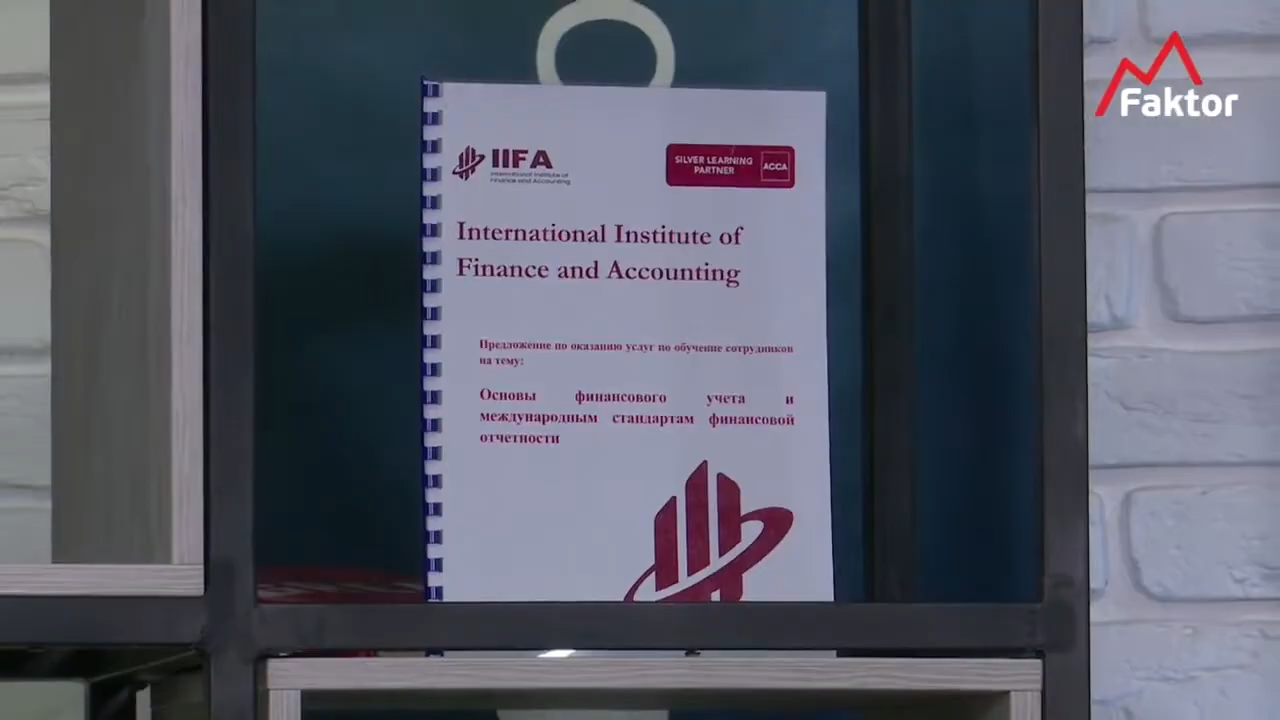 Faktor
IIFA
International Institute of
Finance and Accounting
SILVER LEARNING
PARTNER
ACCA
International Institute of
Finance and Accounting
Предложение по оказанию услуг по обучение сотрудников
на тему:
Основы финансового учета и
международным стандартам финансовой
отчетности